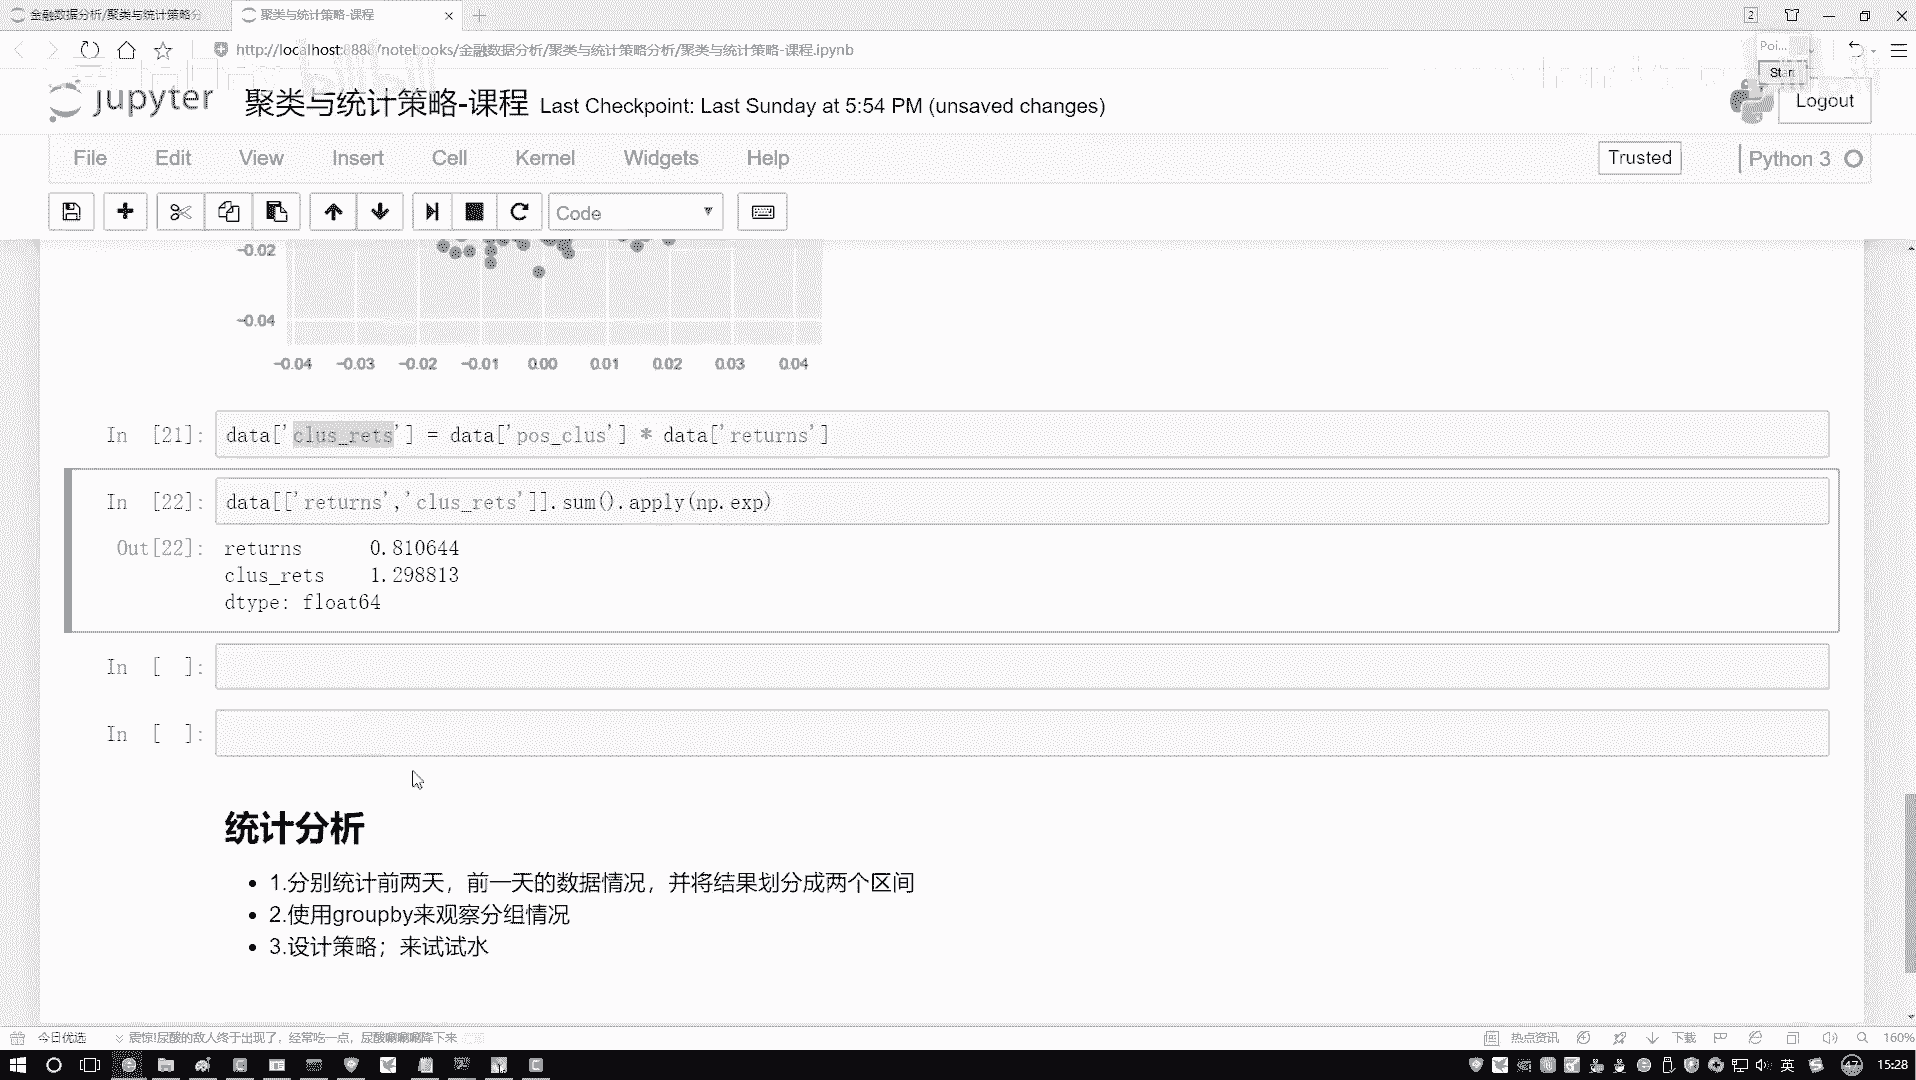 金融数据分析/聚类与统计策略分
聚类与统计策略-课程
2
http://localhost:8888/notebooks/金融数据分析/聚类与统计策略分析/聚类与统计策略-课程.ipynb
Poi...
Start
jupyter
聚类与统计策略-课程 Last Checkpoint: Last Sunday at 5:54 PM (unsaved changes)
Logout
File Edit View Insert Cell Kernel Widgets Help
Trusted
Python 3
Code
−0.02
−0.04
−0.04 −0.03 −0.02 −0.01 0.00 0.01 0.02 0.03 0.04
In [21]: data['clus_rets'] = data['pos_clus'] * data['returns']
In [22]: data[['returns','clus_rets']].sum().apply(np.exp)
Out[22]: returns 0.810644
clus_rets 1.298813
dtype: float64
In [ ]:
In [ ]:
统计分析
• 1.分别统计前两天，前一天的数据情况，并将结果划分成两个区间
• 2.使用groupby来观察分组情况
• 3.设计策略；来试试水
今日优选
震惊!尿酸的敌人终于出现了，经常吃一点，尿酸唰唰唰降下来
热点资讯
下载
160%
英
47
15:28